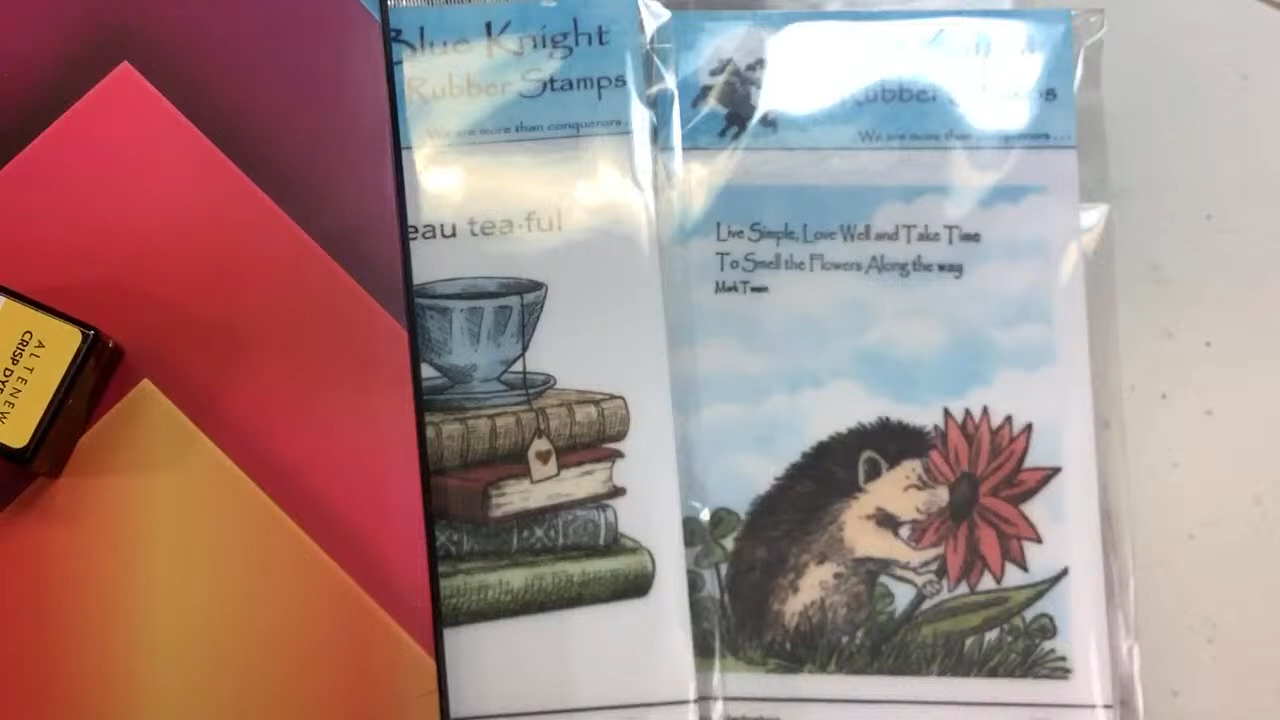 Blue Knight
Rubber Stamps
We are more than conquerors...
eau tea·ful
Rubber
We are more than
Live Simple, Love Well and Take Time
To Smell the Flowers Along the way
Mark Twain
ALTENEW
CRISP DYE